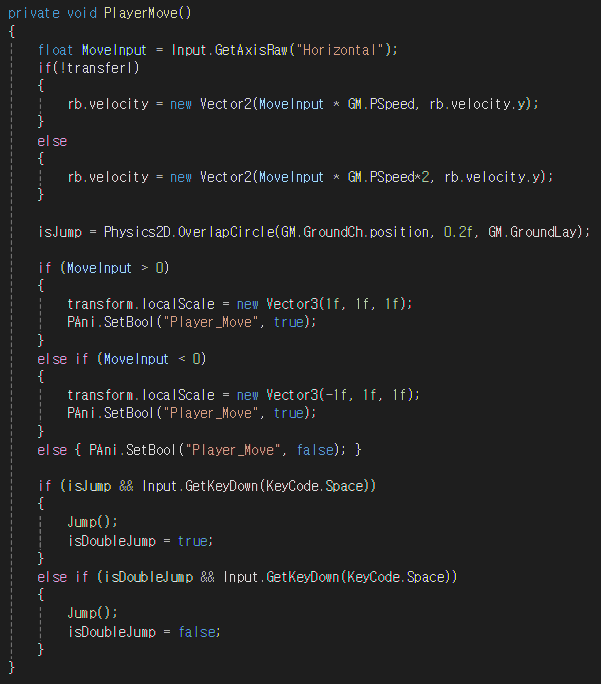 private void PlayerMove()
{
float MoveInput = Input.GetAxisRaw("Horizontal");
if(!transferl)
{
rb.velocity = new Vector2(MoveInput * GM.PSpeed, rb.velocity.y);
}
else
{
rb.velocity = new Vector2(MoveInput * GM.PSpeed*2, rb.velocity.y);
}
isJump = Physics2D.OverlapCircle(GM.GroundCh.position, 0.2f, GM.GroundLay);
if (MoveInput > 0)
{
transform.localScale = new Vector3(1f, 1f, 1f);
PAni.SetBool("Player_Move", true);
}
else if (MoveInput < 0)
{
transform.localScale = new Vector3(-1f, 1f, 1f);
PAni.SetBool("Player_Move", true);
}
else { PAni.SetBool("Player_Move", false); }
if (isJump && Input.GetKeyDown(KeyCode.Space))
{
Jump();
isDoubleJump = true;
}
else if (isDoubleJump && Input.GetKeyDown(KeyCode.Space))
{
Jump();
isDoubleJump = false;
}
}